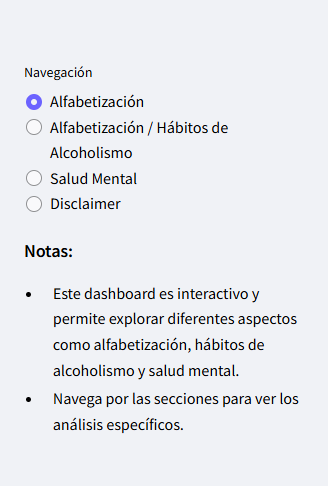 Navegación
Alfabetización
Alfabetización / Hábitos de
Alcoholismo
Salud Mental
Disclaimer
Notas:
• Este dashboard es interactivo y
permite explorar diferentes aspectos
como alfabetización, hábitos de
alcoholismo y salud mental.
• Navega por las secciones para ver los
análisis específicos.